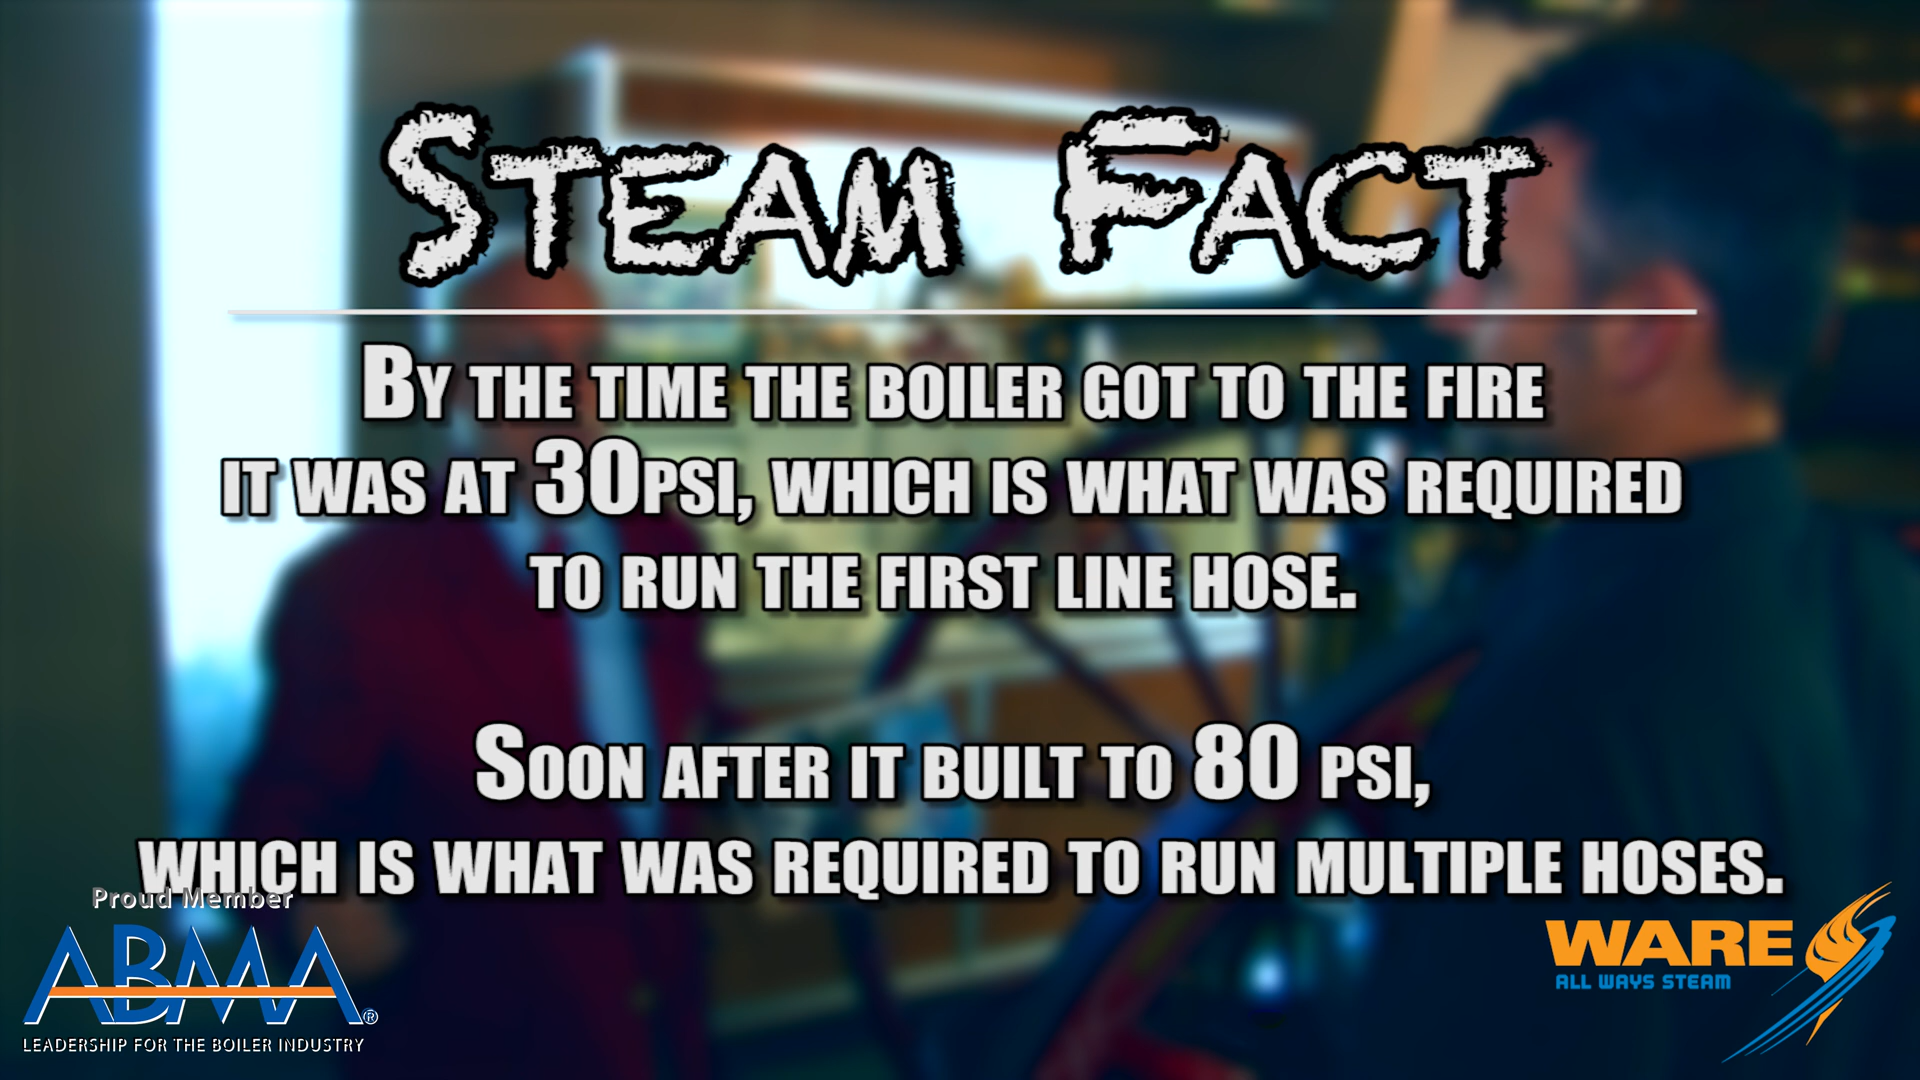 Steam Fact
By the time the boiler got to the fire
it was at 30psi, which is what was required
to run the first line hose.
Soon after it built to 80 psi,
which is what was required to run multiple hoses.
Proud Member
ABMA®
LEADERSHIP FOR THE BOILER INDUSTRY
WARE
ALL WAYS STEAM